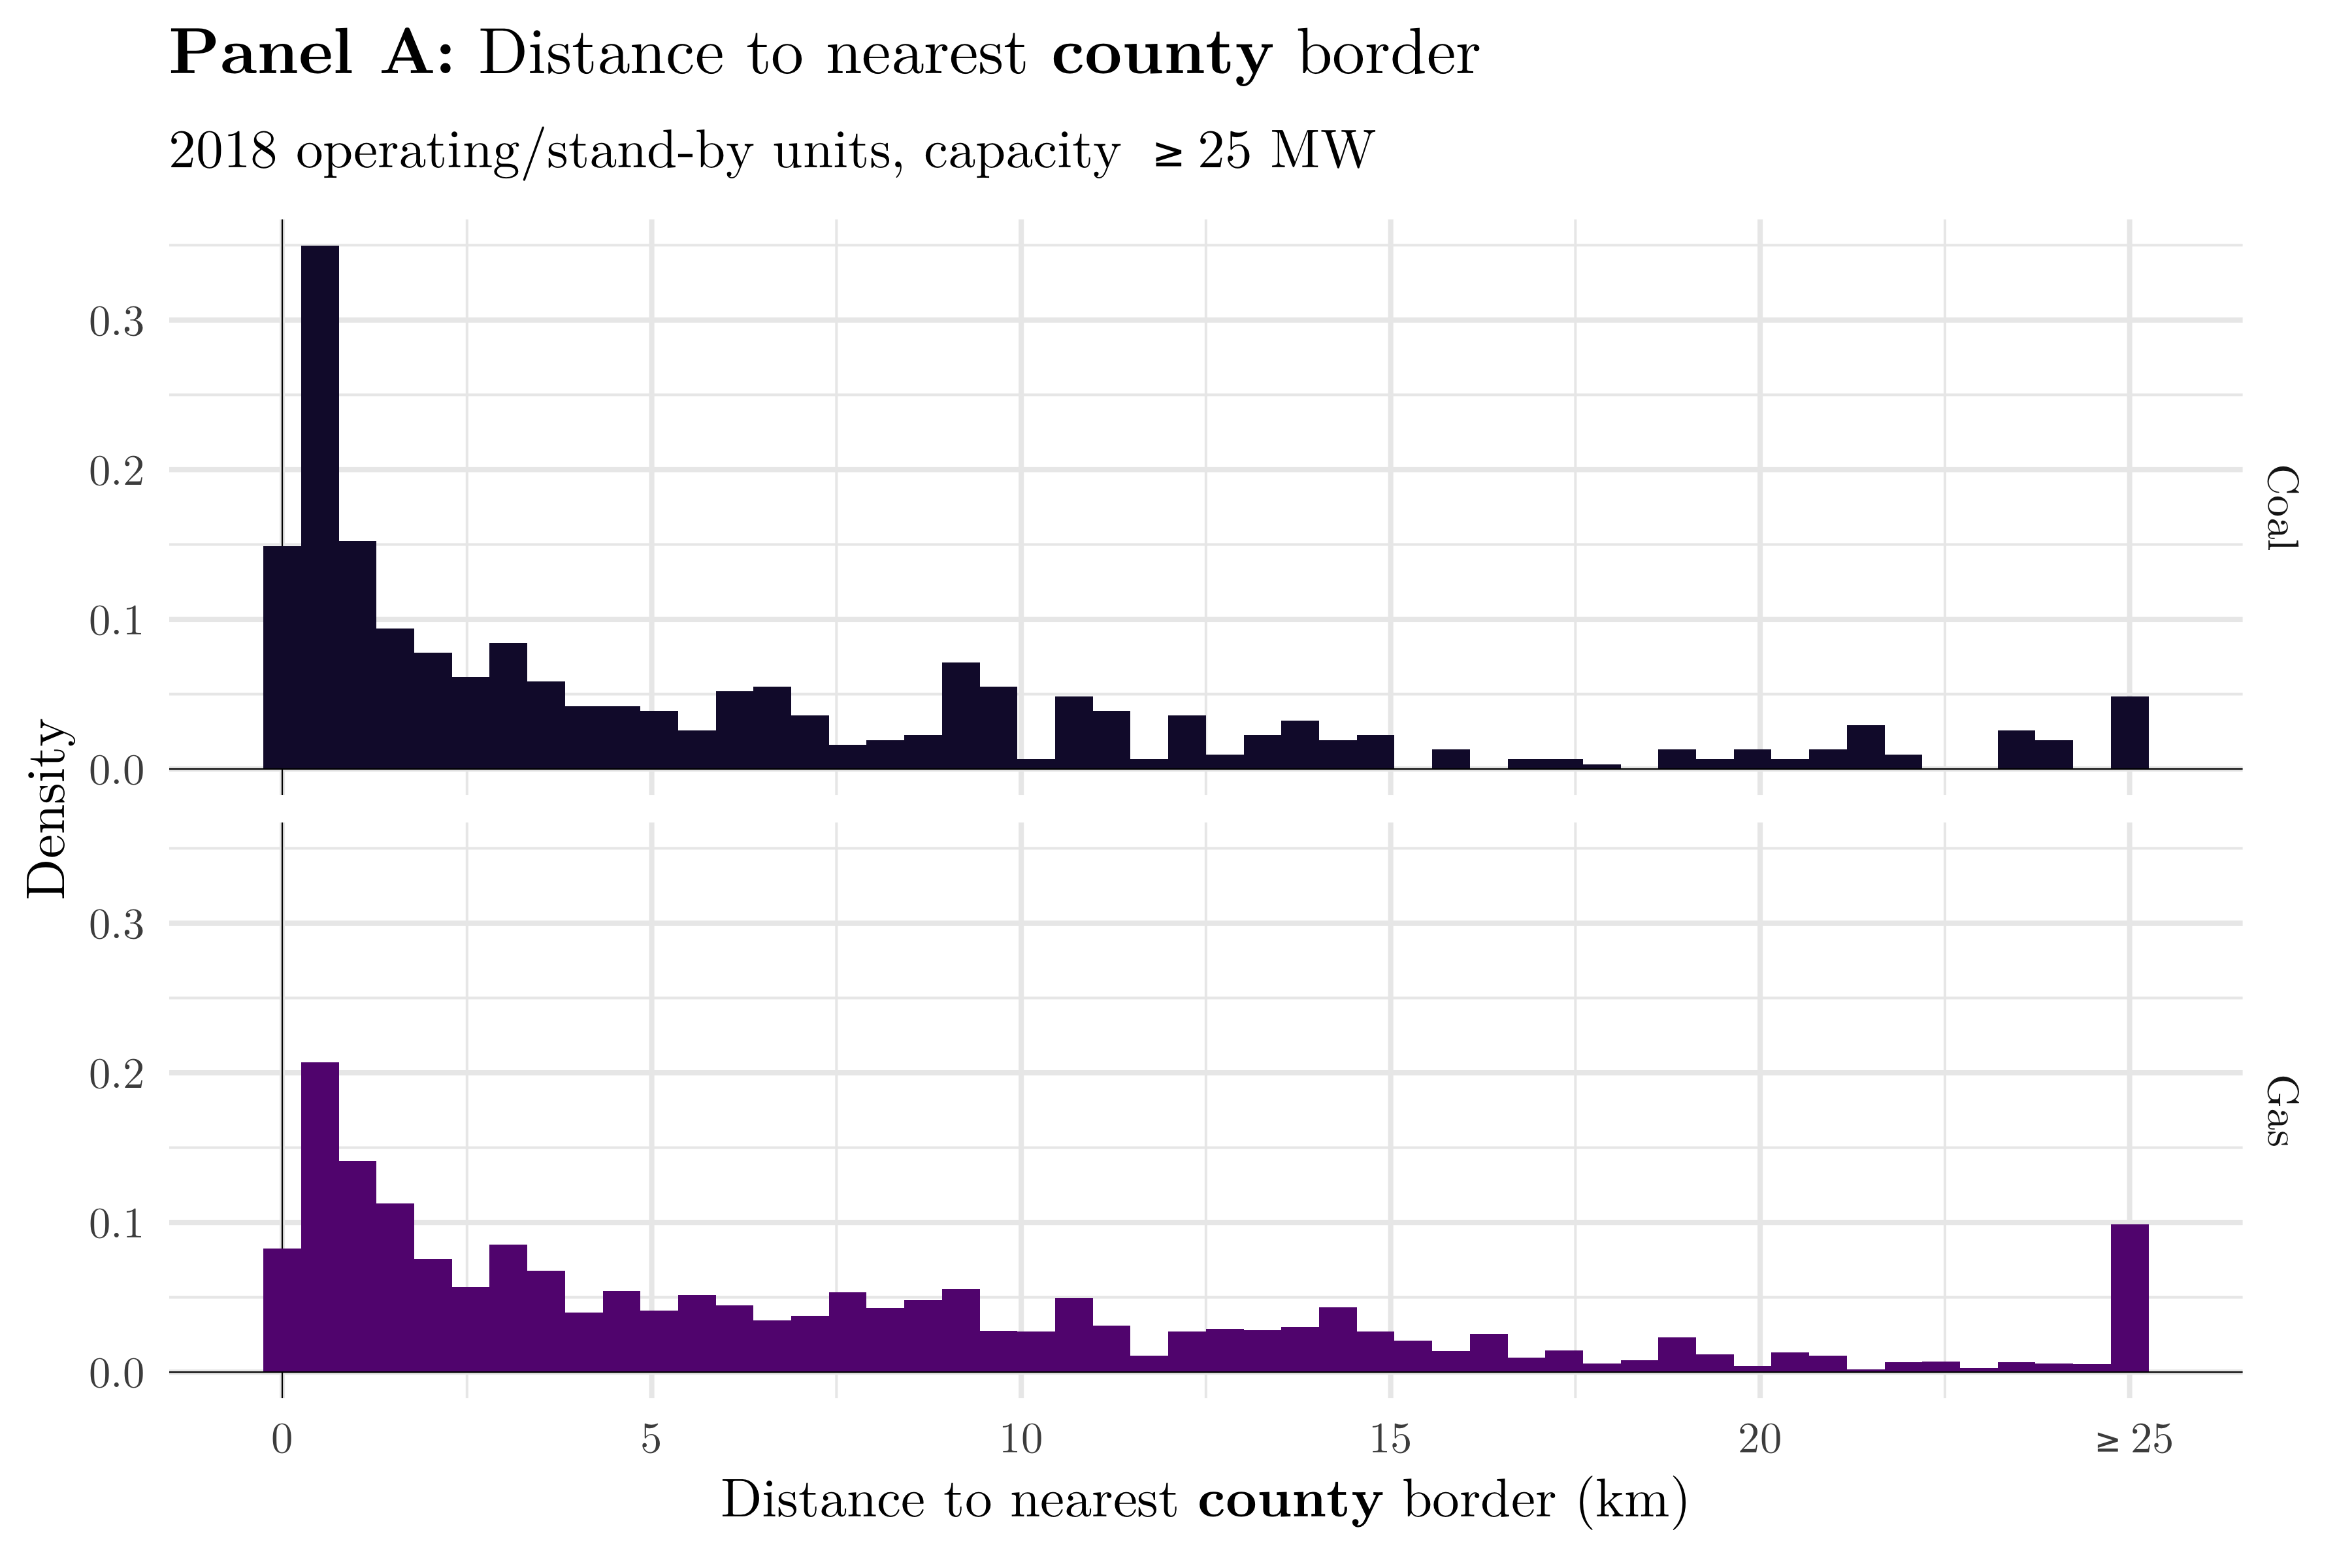 Panel A: Distance to nearest county border
2018 operating/stand-by units, capacity ≥ 25 MW
Density
0.3
0.2
0.1
0.0
Coal
0.3
0.2
0.1
0.0
Gas
0 5 10 15 20 ≥ 25
Distance to nearest county border (km)